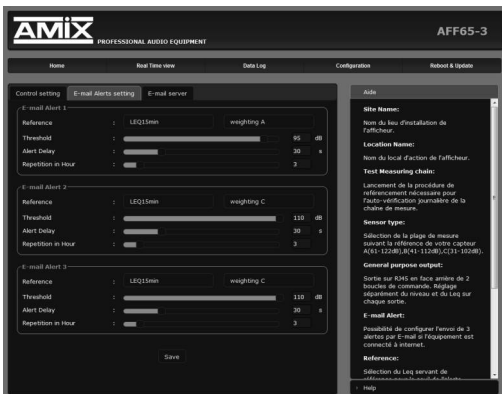 AMiX PROFESSIONAL AUDIO EQUIPMENT
AFF65-3
Home Real Time view Data Log Configuration Reboot & Update
Control setting E-mail Alerts setting E-mail server
E-mail Alert 1
Reference : LEQ15min weighting A
Threshold : 95 dB
Alert Delay : 30 s
Repetition in Hour : 3
E-mail Alert 2
Reference : LEQ15min weighting C
Threshold : 110 dB
Alert Delay : 30 s
Repetition in Hour : 3
E-mail Alert 3
Reference : LEQ15min weighting C
Threshold : 110 dB
Alert Delay : 30 s
Repetition in Hour : 3
Save
Aide
Site Name:
Nom du lieu d'installation de
l'afficheur.
Location Name:
Nom du local d'action de l'afficheur.
Test Measuring chain:
Lancement de la procédure de
référencement nécessaire pour
l'auto-vérification journalière de la
chaîne de mesure.
Sensor type:
Sélection de la plage de mesure
suivant la référence de votre capteur
A(61-122dB),B(41-112dB),C(31-102dB).
General purpose output:
Sortie sur RJ45 en face arrière de 2
boucles de commande. Réglage
séparément du niveau et du Leq sur
chaque sortie.
E-mail Alert:
Possibilité de configurer l'envoi de 3
alertes par E-mail si l'équipement est
connecté à internet.
Reference:
Sélection du Leq servant de
référence pour le seuil de l'alerte
Help